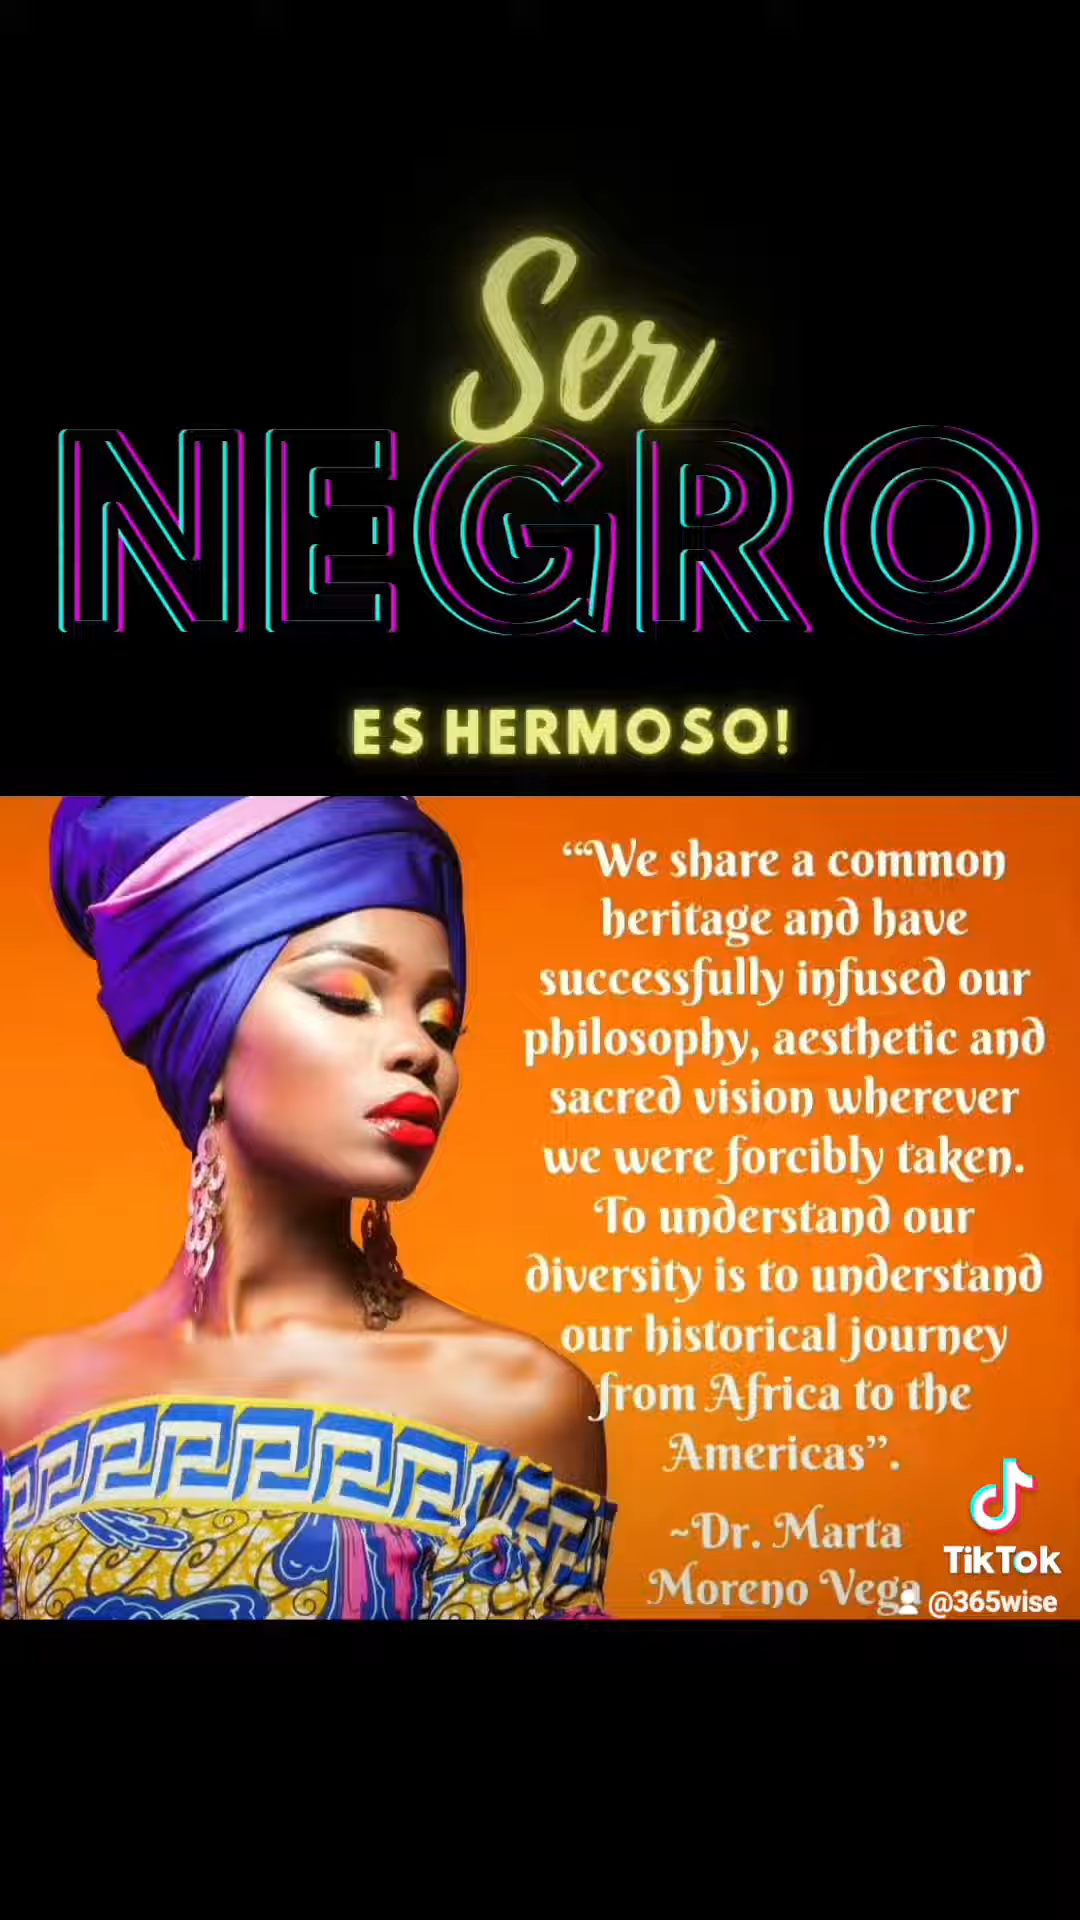 Ser
NEGRO
ES HERMOSO!
"“We share a common
heritage and have
successfully infused our
philosophy, aesthetic and
sacred vision wherever
we were forcibly taken.
To understand our
diversity is to understand
our historical journey
from Africa to the
Americas”.
~Dr. Marta
Moreno Vega
TikTok
@365wise